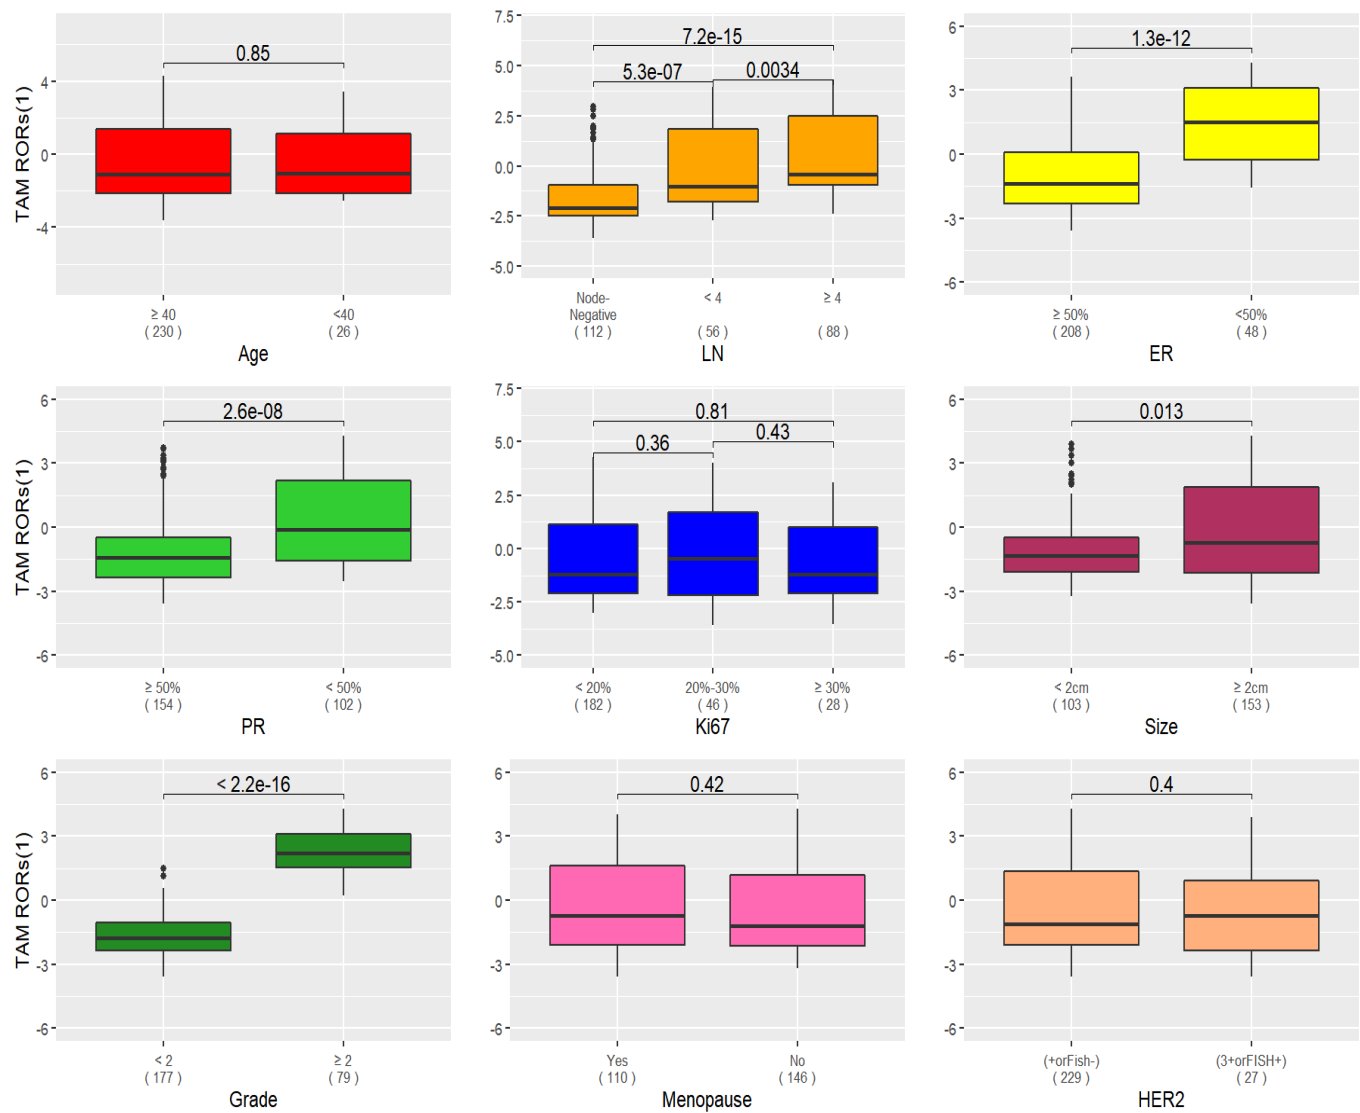 TAM RORs(1)
4
0
-4
0.85
≥ 40
( 230 )
<40
( 26 )
Age
7.5
5.0
2.5
0.0
-2.5
-5.0
7.2e-15
5.3e-07
0.0034
Node-
Negative
( 112 )
< 4
( 56 )
≥ 4
( 88 )
LN
6
3
0
-3
-6
1.3e-12
≥ 50%
( 208 )
<50%
( 48 )
ER
TAM RORs(1)
6
3
0
-3
-6
2.6e-08
≥ 50%
( 154 )
< 50%
( 102 )
PR
7.5
5.0
2.5
0.0
-2.5
-5.0
0.81
0.36
0.43
< 20%
( 182 )
20%-30%
( 46 )
≥ 30%
( 28 )
Ki67
6
3
0
-3
-6
0.013
< 2cm
( 103 )
≥ 2cm
( 153 )
Size
TAM RORs(1)
6
3
0
-3
-6
< 2.2e-16
< 2
( 177 )
≥ 2
( 79 )
Grade
6
3
0
-3
-6
0.42
Yes
( 110 )
No
( 146 )
Menopause
6
3
0
-3
-6
0.4
(+orFish-)
( 229 )
(3+orFISH+)
( 27 )
HER2